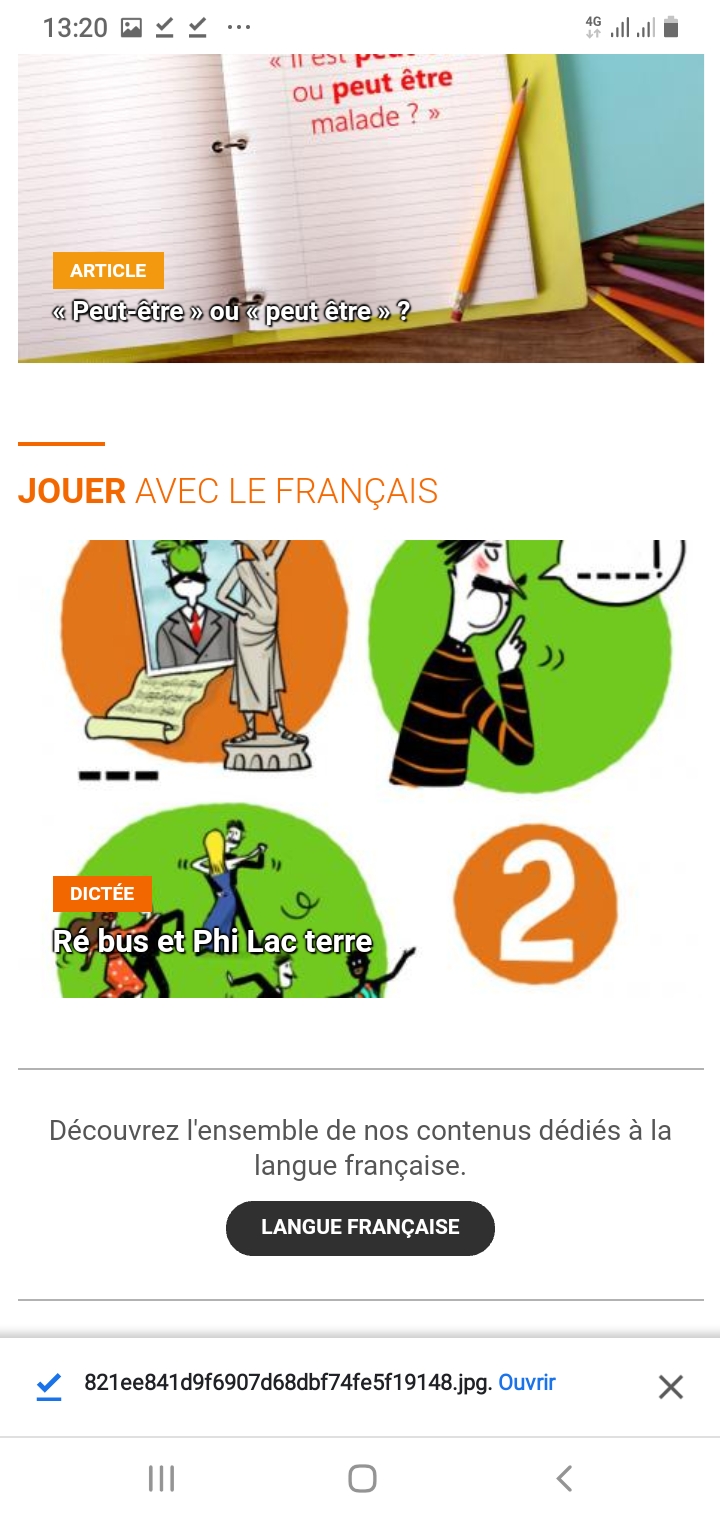 13:20
4G
« Il est peut-
ou peut être
malade ? »
ARTICLE
« Peut-être » ou « peut être » ?
JOUER AVEC LE FRANÇAIS
!
2
DICTÉE
Ré bus et Phi Lac terre
Découvrez l'ensemble de nos contenus dédiés à la
langue française.
LANGUE FRANÇAISE
821ee841d9f6907d68dbf74fe5f19148.jpg. Ouvrir